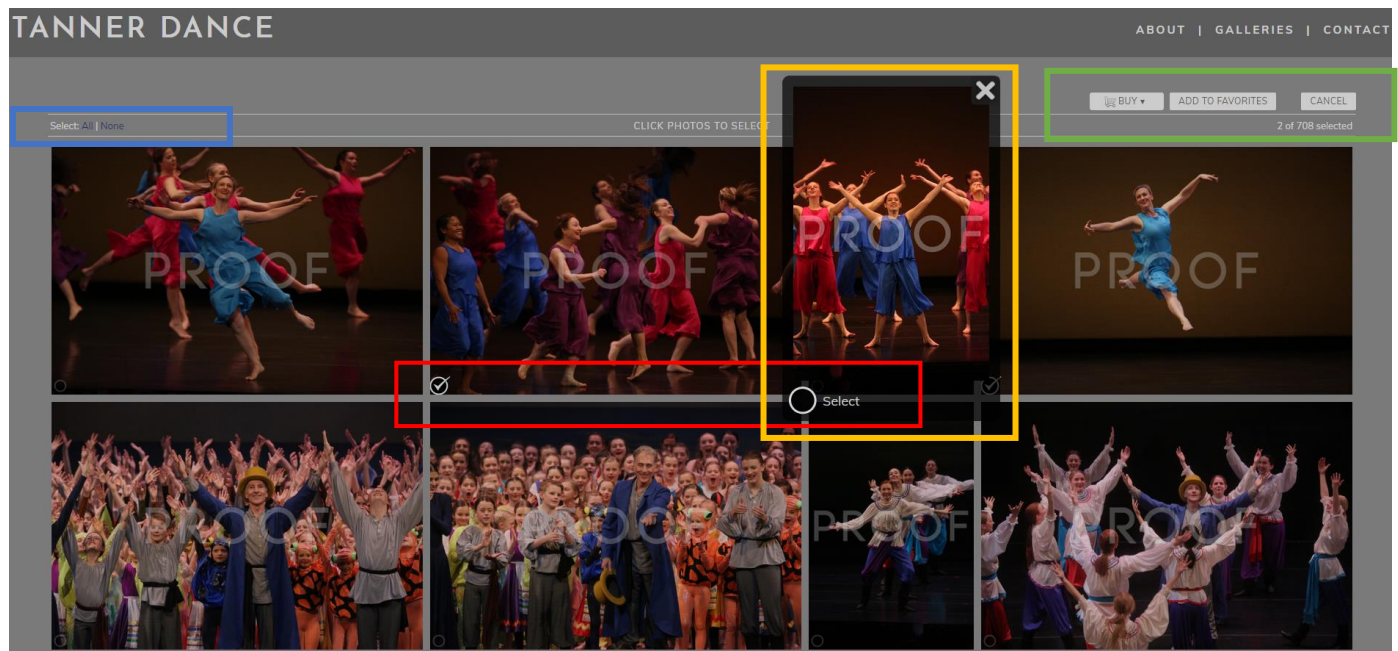 TANNER DANCE
ABOUT | GALLERIES | CONTACT
BUY ▾ ADD TO FAVORITES CANCEL
Select: All | None
CLICK PHOTOS TO SELECT
2 of 708 selected
PROOF
PROOF
PROOF
PROOF
Select
PROOF
PROOF
PROOF
PROOF